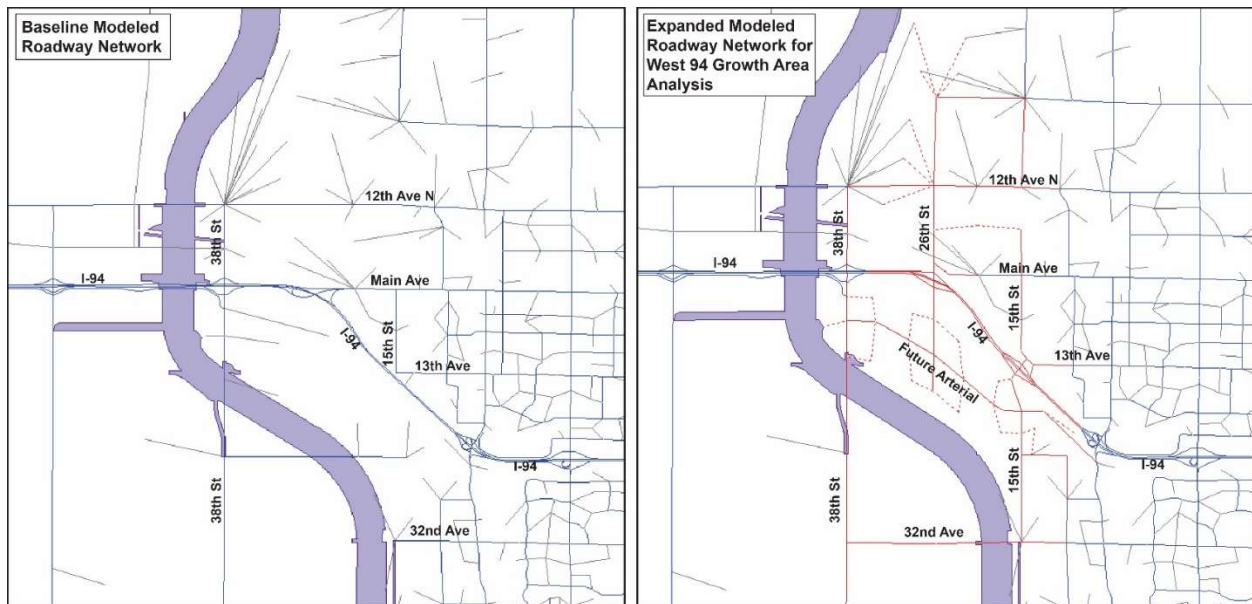 Baseline Modeled
Roadway Network
12th Ave N
38th St
I-94
Main Ave
I-94
15th St
13th Ave
I-94
38th St
32nd Ave
Expanded Modeled
Roadway Network for
West 94 Growth Area
Analysis
12th Ave N
38th St
26th St
I-94
Main Ave
15th St
I-94
13th Ave
Future Arterial
I-94
15th St
38th St
32nd Ave